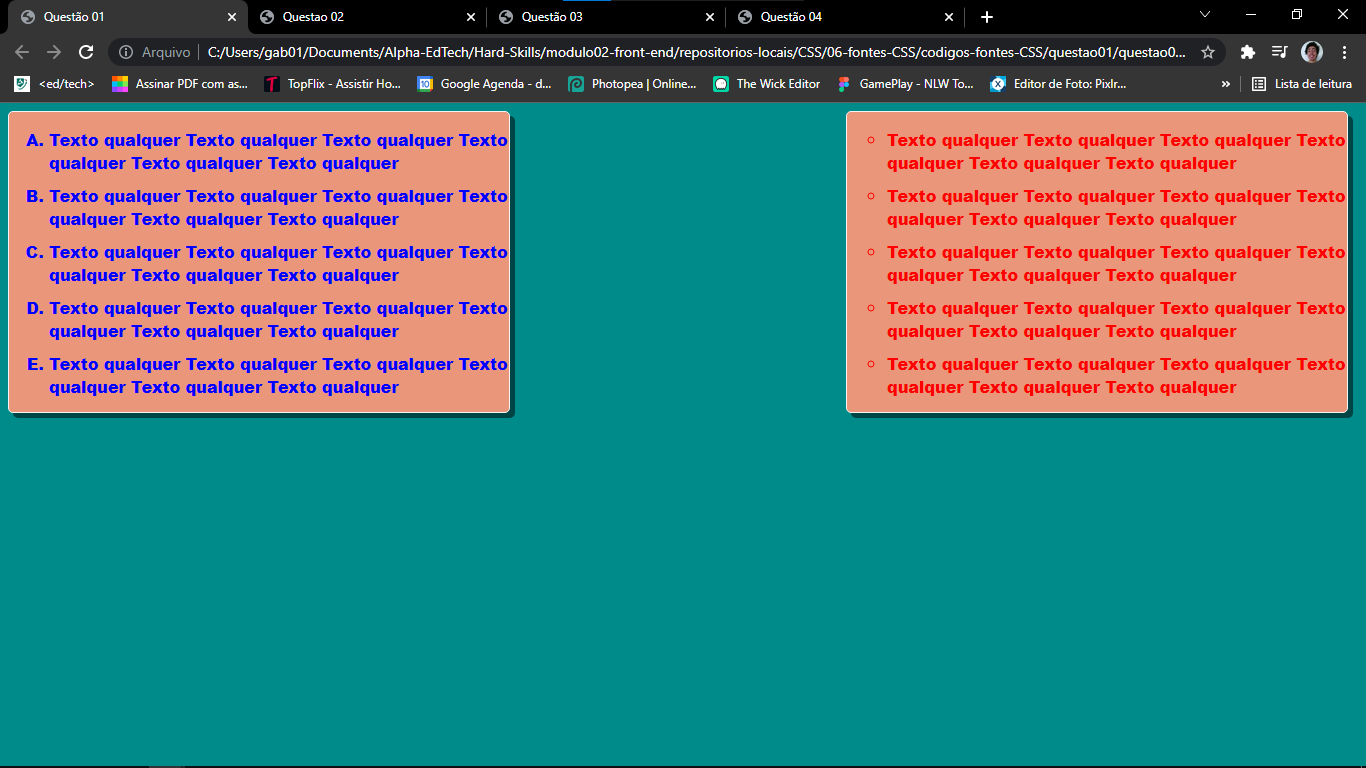 Questão 01
Questao 02
Questão 03
Questão 04
Arquivo
C:/Users/gab01/Documents/Alpha-EdTech/Hard-Skills/modulo02-front-end/repositorios-locais/CSS/06-fontes-CSS/codigos-fontes-CSS/questao01/questao0...
<ed/tech>
Assinar PDF com as...
TopFlix - Assistir Ho...
Google Agenda - d...
Photopea | Online...
The Wick Editor
GamePlay - NLW To...
Editor de Foto: Pixlr...
»
Lista de leitura
A. Texto qualquer Texto qualquer Texto qualquer Texto
qualquer Texto qualquer Texto qualquer
B. Texto qualquer Texto qualquer Texto qualquer Texto
qualquer Texto qualquer Texto qualquer
C. Texto qualquer Texto qualquer Texto qualquer Texto
qualquer Texto qualquer Texto qualquer
D. Texto qualquer Texto qualquer Texto qualquer Texto
qualquer Texto qualquer Texto qualquer
E. Texto qualquer Texto qualquer Texto qualquer Texto
qualquer Texto qualquer Texto qualquer
Texto qualquer Texto qualquer Texto qualquer Texto
qualquer Texto qualquer Texto qualquer
Texto qualquer Texto qualquer Texto qualquer Texto
qualquer Texto qualquer Texto qualquer
Texto qualquer Texto qualquer Texto qualquer Texto
qualquer Texto qualquer Texto qualquer
Texto qualquer Texto qualquer Texto qualquer Texto
qualquer Texto qualquer Texto qualquer
Texto qualquer Texto qualquer Texto qualquer Texto
qualquer Texto qualquer Texto qualquer